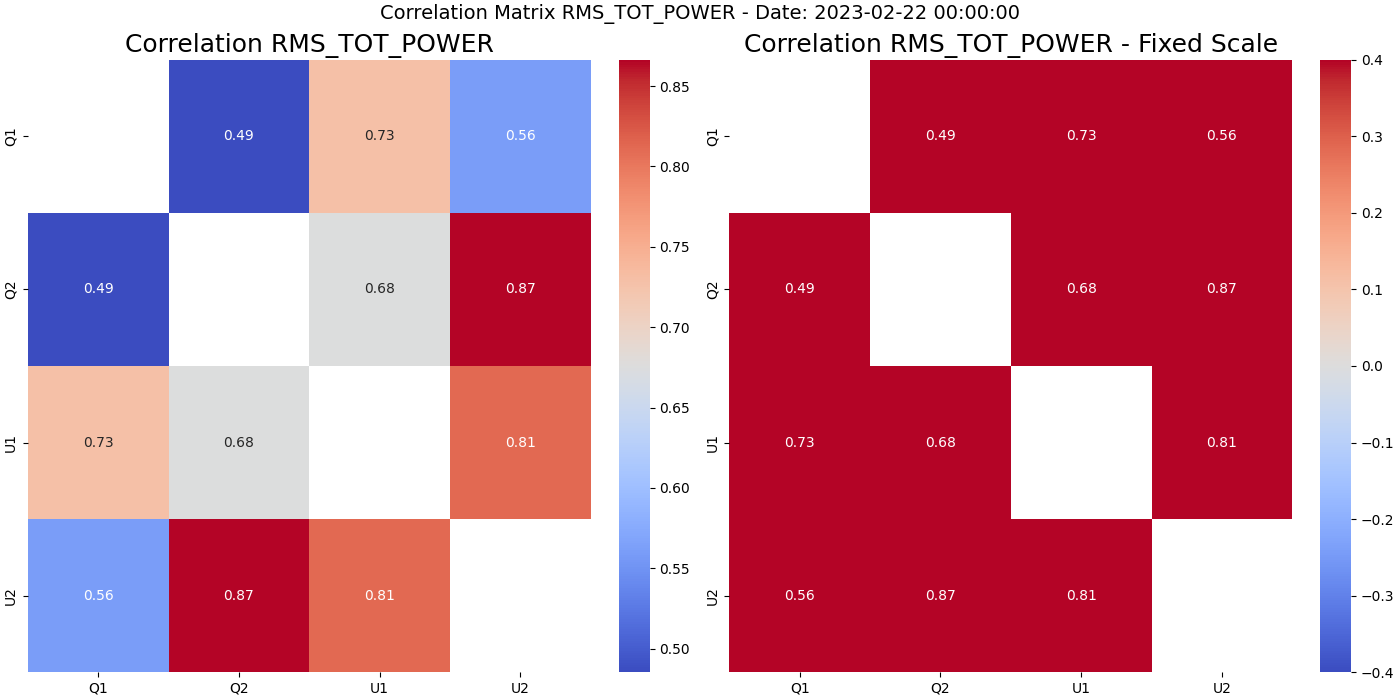 Correlation Matrix RMS_TOT_POWER - Date: 2023-02-22 00:00:00
Correlation RMS_TOT_POWER
Q1
Q2
U1
U2
0.49 0.73 0.56
0.49 0.68 0.87
0.73 0.68 0.81
0.56 0.87 0.81
Q1 Q2 U1 U2
0.85
0.80
0.75
0.70
0.65
0.60
0.55
0.50
Correlation RMS_TOT_POWER - Fixed Scale
Q1
Q2
U1
U2
0.49 0.73 0.56
0.49 0.68 0.87
0.73 0.68 0.81
0.56 0.87 0.81
Q1 Q2 U1 U2
0.4
0.3
0.2
0.1
0.0
−0.1
−0.2
−0.3
−0.4